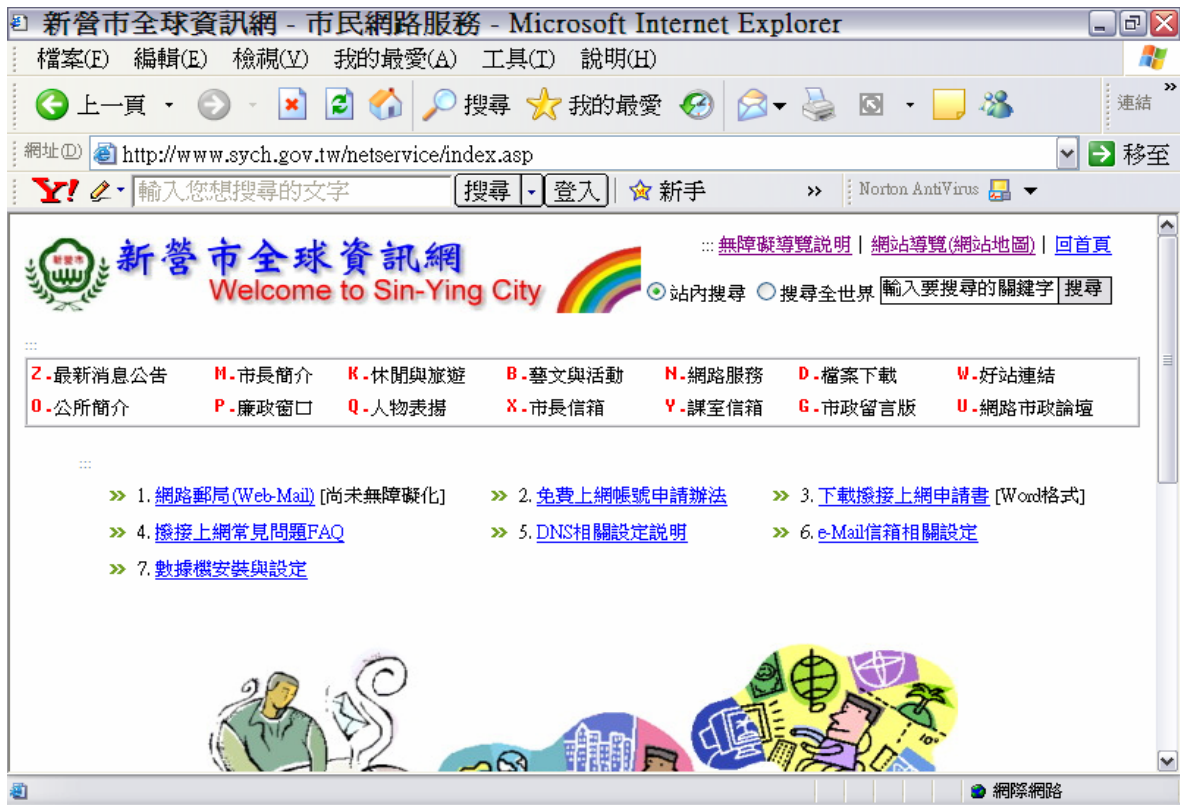 新營市全球資訊網 - 市民網路服務 - Microsoft Internet Explorer
檔案(F) 編輯(E) 檢視(V) 我的最愛(A) 工具(T) 說明(H)
上一頁 搜尋 我的最愛 連結 »
網址(D) http://www.sych.gov.tw/netservice/index.asp 移至
Y! 輸入您想搜尋的文字 搜尋 登入 新手 » Norton AntiVirus
::: 無障礙導覽說明 | 網站導覽(網站地圖) | 回首頁
新營市 新營市全球資訊網
Welcome to Sin-Ying City
站內搜尋 搜尋全世界 輸入要搜尋的關鍵字 搜尋
:::
Z.最新消息公告 M.市長簡介 K.休閒與旅遊 B.藝文與活動 N.網路服務 D.檔案下載 W.好站連結
O.公所簡介 P.廉政窗口 Q.人物表揚 X.市長信箱 Y.課室信箱 G.市政留言版 U.網路市政論壇
:::
» 1. 網路郵局(Web-Mail) [尚未無障礙化] » 2. 免費上網帳號申請辦法 » 3. 下載撥接上網申請書 [Word格式]
» 4. 撥接上網常見問題FAQ » 5. DNS相關設定說明 » 6. e-Mail信箱相關設定
» 7. 數據機安裝與設定
10°
網際網路